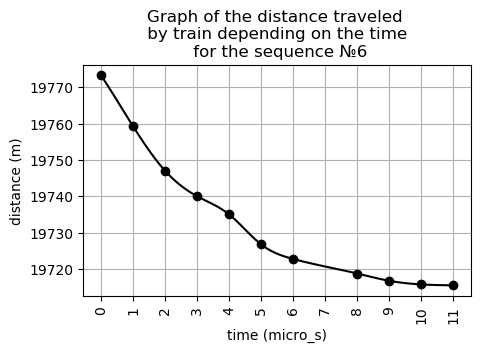 Graph of the distance traveled
by train depending on the time
for the sequence №6
distance (m)
19770
19760
19750
19740
19730
19720
0 1 2 3 4 5 6 7 8 9 10 11
time (micro_s)